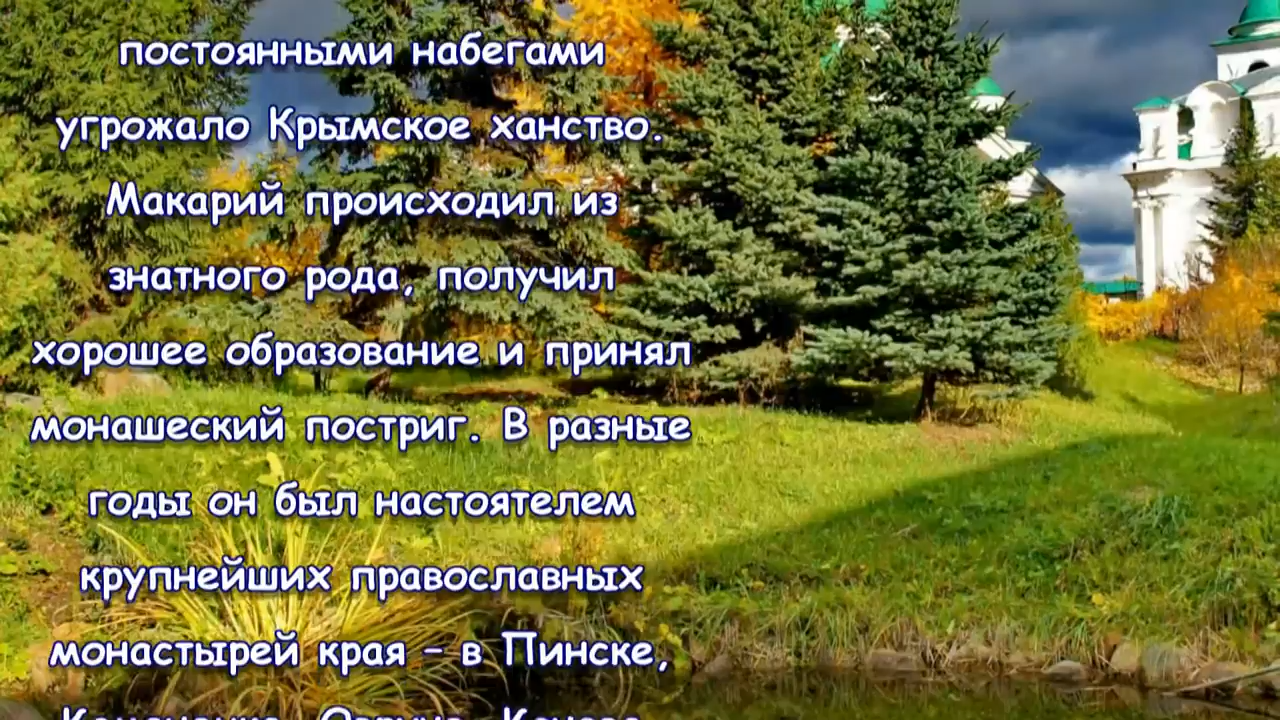 постоянными набегами
угрожало Крымское ханство.
Макарий происходил из
знатного рода, получил
хорошее образование и принял
монашеский постриг. В разные
годы он был настоятелем
крупнейших православных
монастырей края – в Пинске,